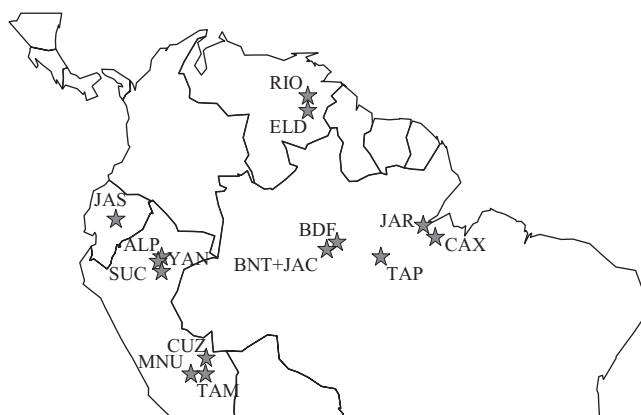 RIO
ELD
JAS
JAR
BDF
ALP
YAN
CAX
BNT+JAC
TAP
SUC
CUZ
MNU
TAM